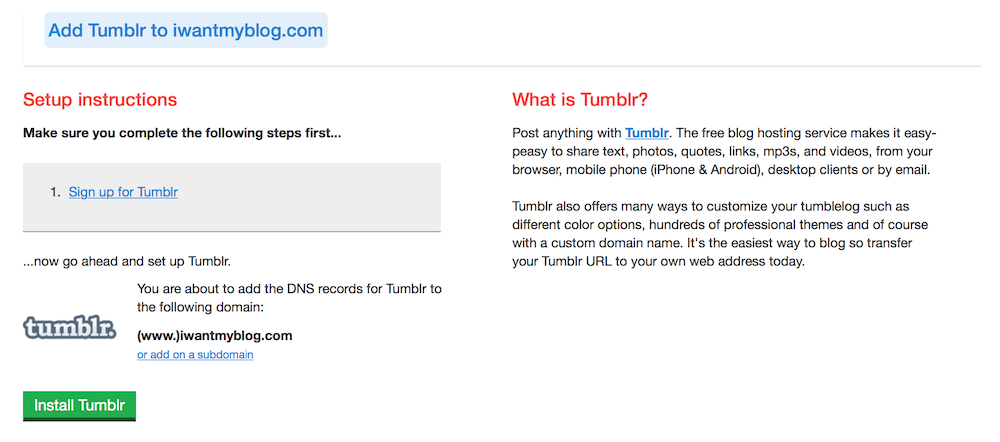 Add Tumblr to iwantmyblog.com
Setup instructions
Make sure you complete the following steps first...
1. Sign up for Tumblr
...now go ahead and set up Tumblr.
tumblr.
You are about to add the DNS records for Tumblr to
the following domain:
(www.)iwantmyblog.com
or add on a subdomain
Install Tumblr
What is Tumblr?
Post anything with Tumblr. The free blog hosting service makes it easy-
peasy to share text, photos, quotes, links, mp3s, and videos, from your
browser, mobile phone (iPhone & Android), desktop clients or by email.
Tumblr also offers many ways to customize your tumblelog such as
different color options, hundreds of professional themes and of course
with a custom domain name. It's the easiest way to blog so transfer
your Tumblr URL to your own web address today.